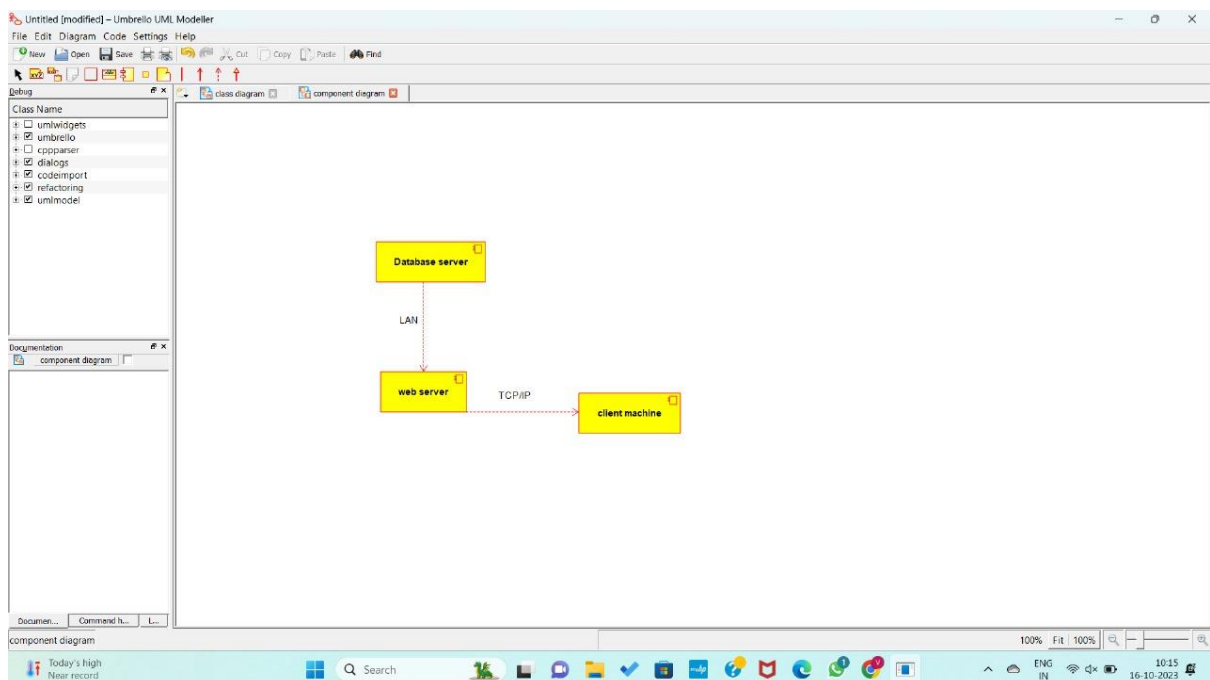 Untitled [modified] – Umbrello UML Modeller
File Edit Diagram Code Settings Help
New Open Save Cut Copy Paste Find
Debug
class diagram component diagram
Class Name
umlwidgets
umbrello
cppparser
dialogs
codeimport
refactoring
umlmodel
Database server
LAN
Documentation
component diagram
web server
TCP/IP
client machine
Documen... Command h... L...
component diagram
100% Fit 100%
Today's high
Near record
Search
ENG
IN
10:15
16-10-2023